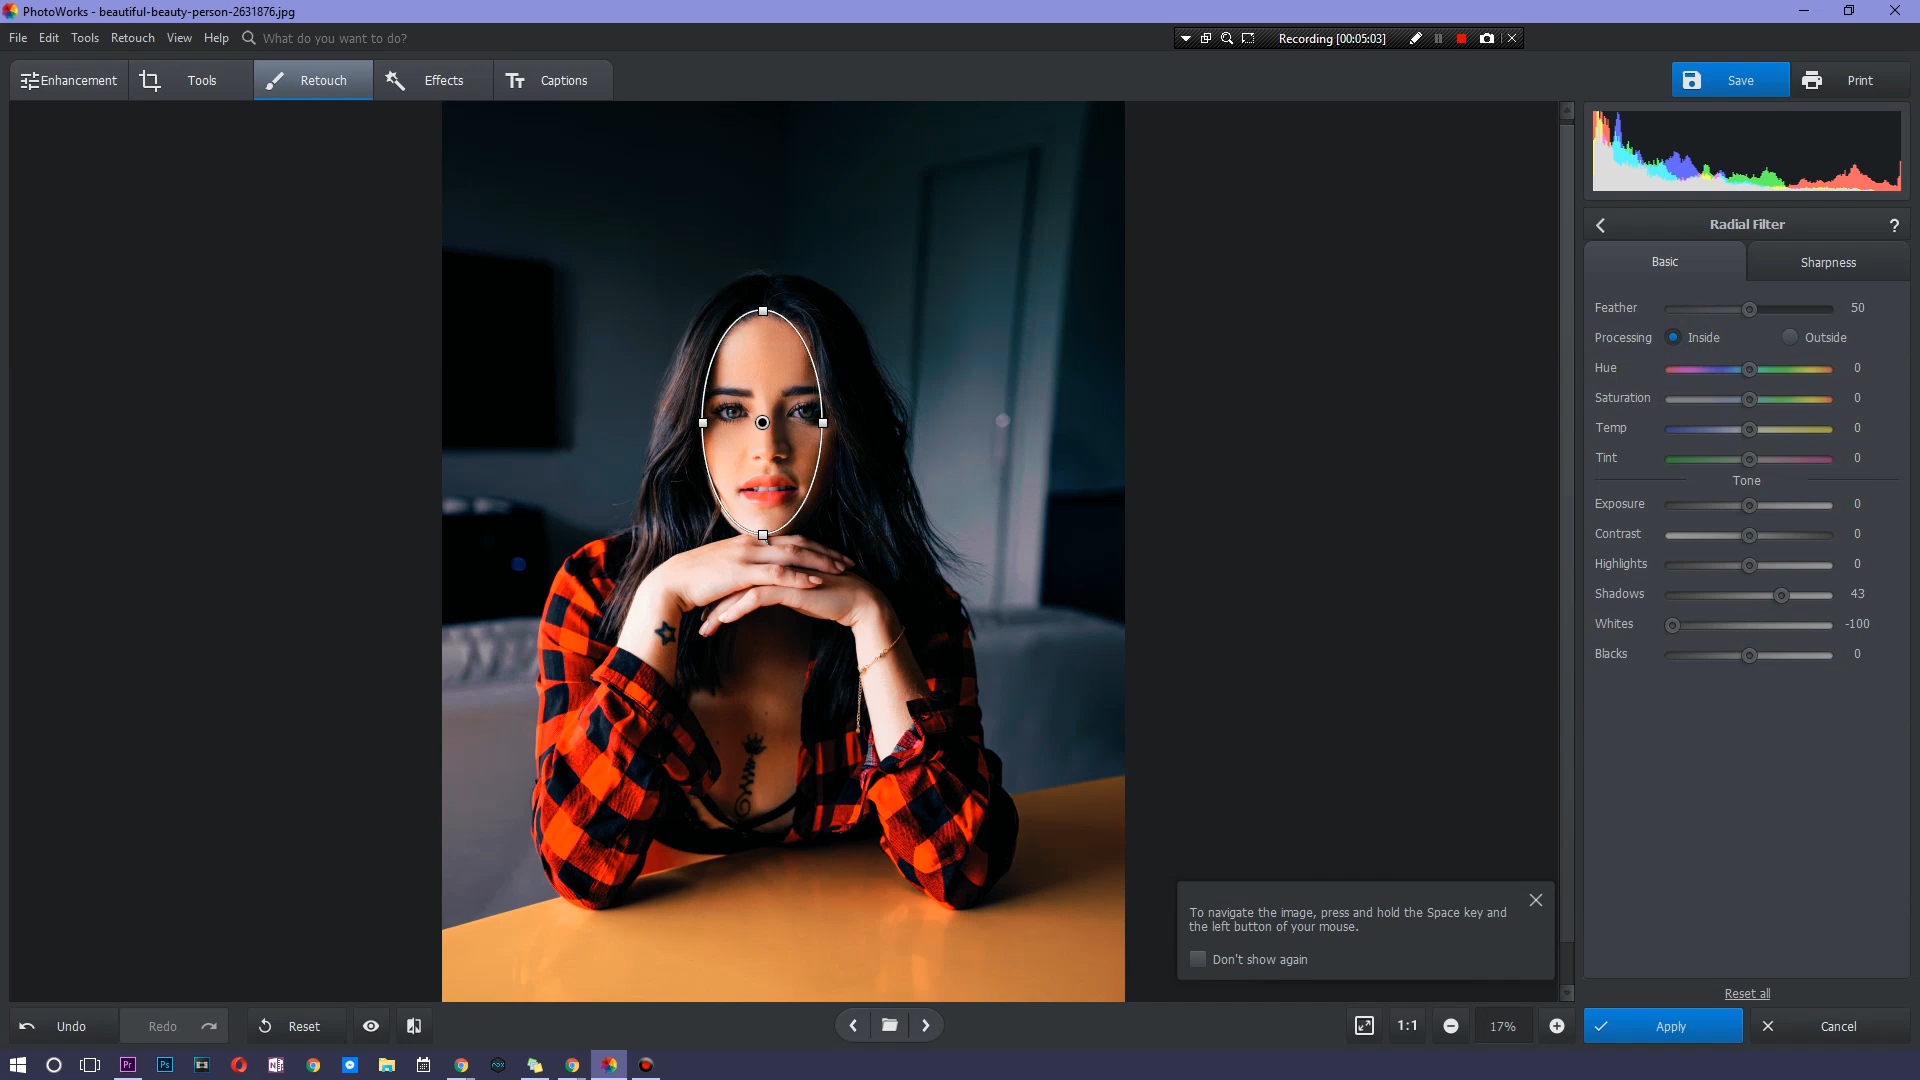 PhotoWorks - beautiful-beauty-person-2631876.jpg
File Edit Tools Retouch View Help What do you want to do?
Recording [00:05:03]
Enhancement Tools Retouch Effects Captions Save Print
Radial Filter ?
Basic Sharpness
Feather 50
Processing Inside Outside
Hue 0
Saturation 0
Temp 0
Tint 0
Tone
Exposure 0
Contrast 0
Highlights 0
Shadows 43
Whites -100
Blacks 0
To navigate the image, press and hold the Space key and
the left button of your mouse.
Don't show again
Reset all
Undo Redo Reset 1:1 17% Apply Cancel
Pr Ps N